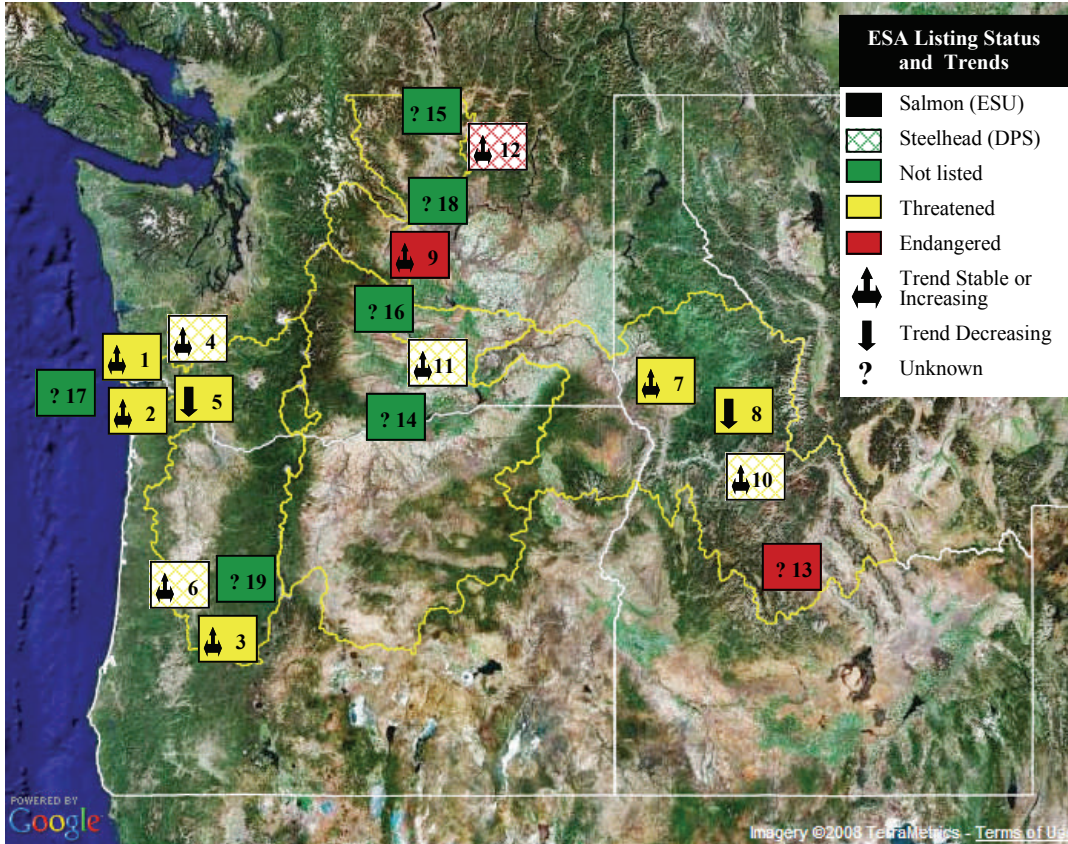 ESA Listing Status
and Trends
Salmon (ESU)
Steelhead (DPS)
Not listed
Threatened
Endangered
Trend Stable or
Increasing
Trend Decreasing
? Unknown
? 15
12
? 18
9
? 16
4
1
11
7
? 17
2
5
? 14
8
10
6
? 19
? 13
3
POWERED BY
Google
Imagery ©2008 TerraMetrics - Terms of Us